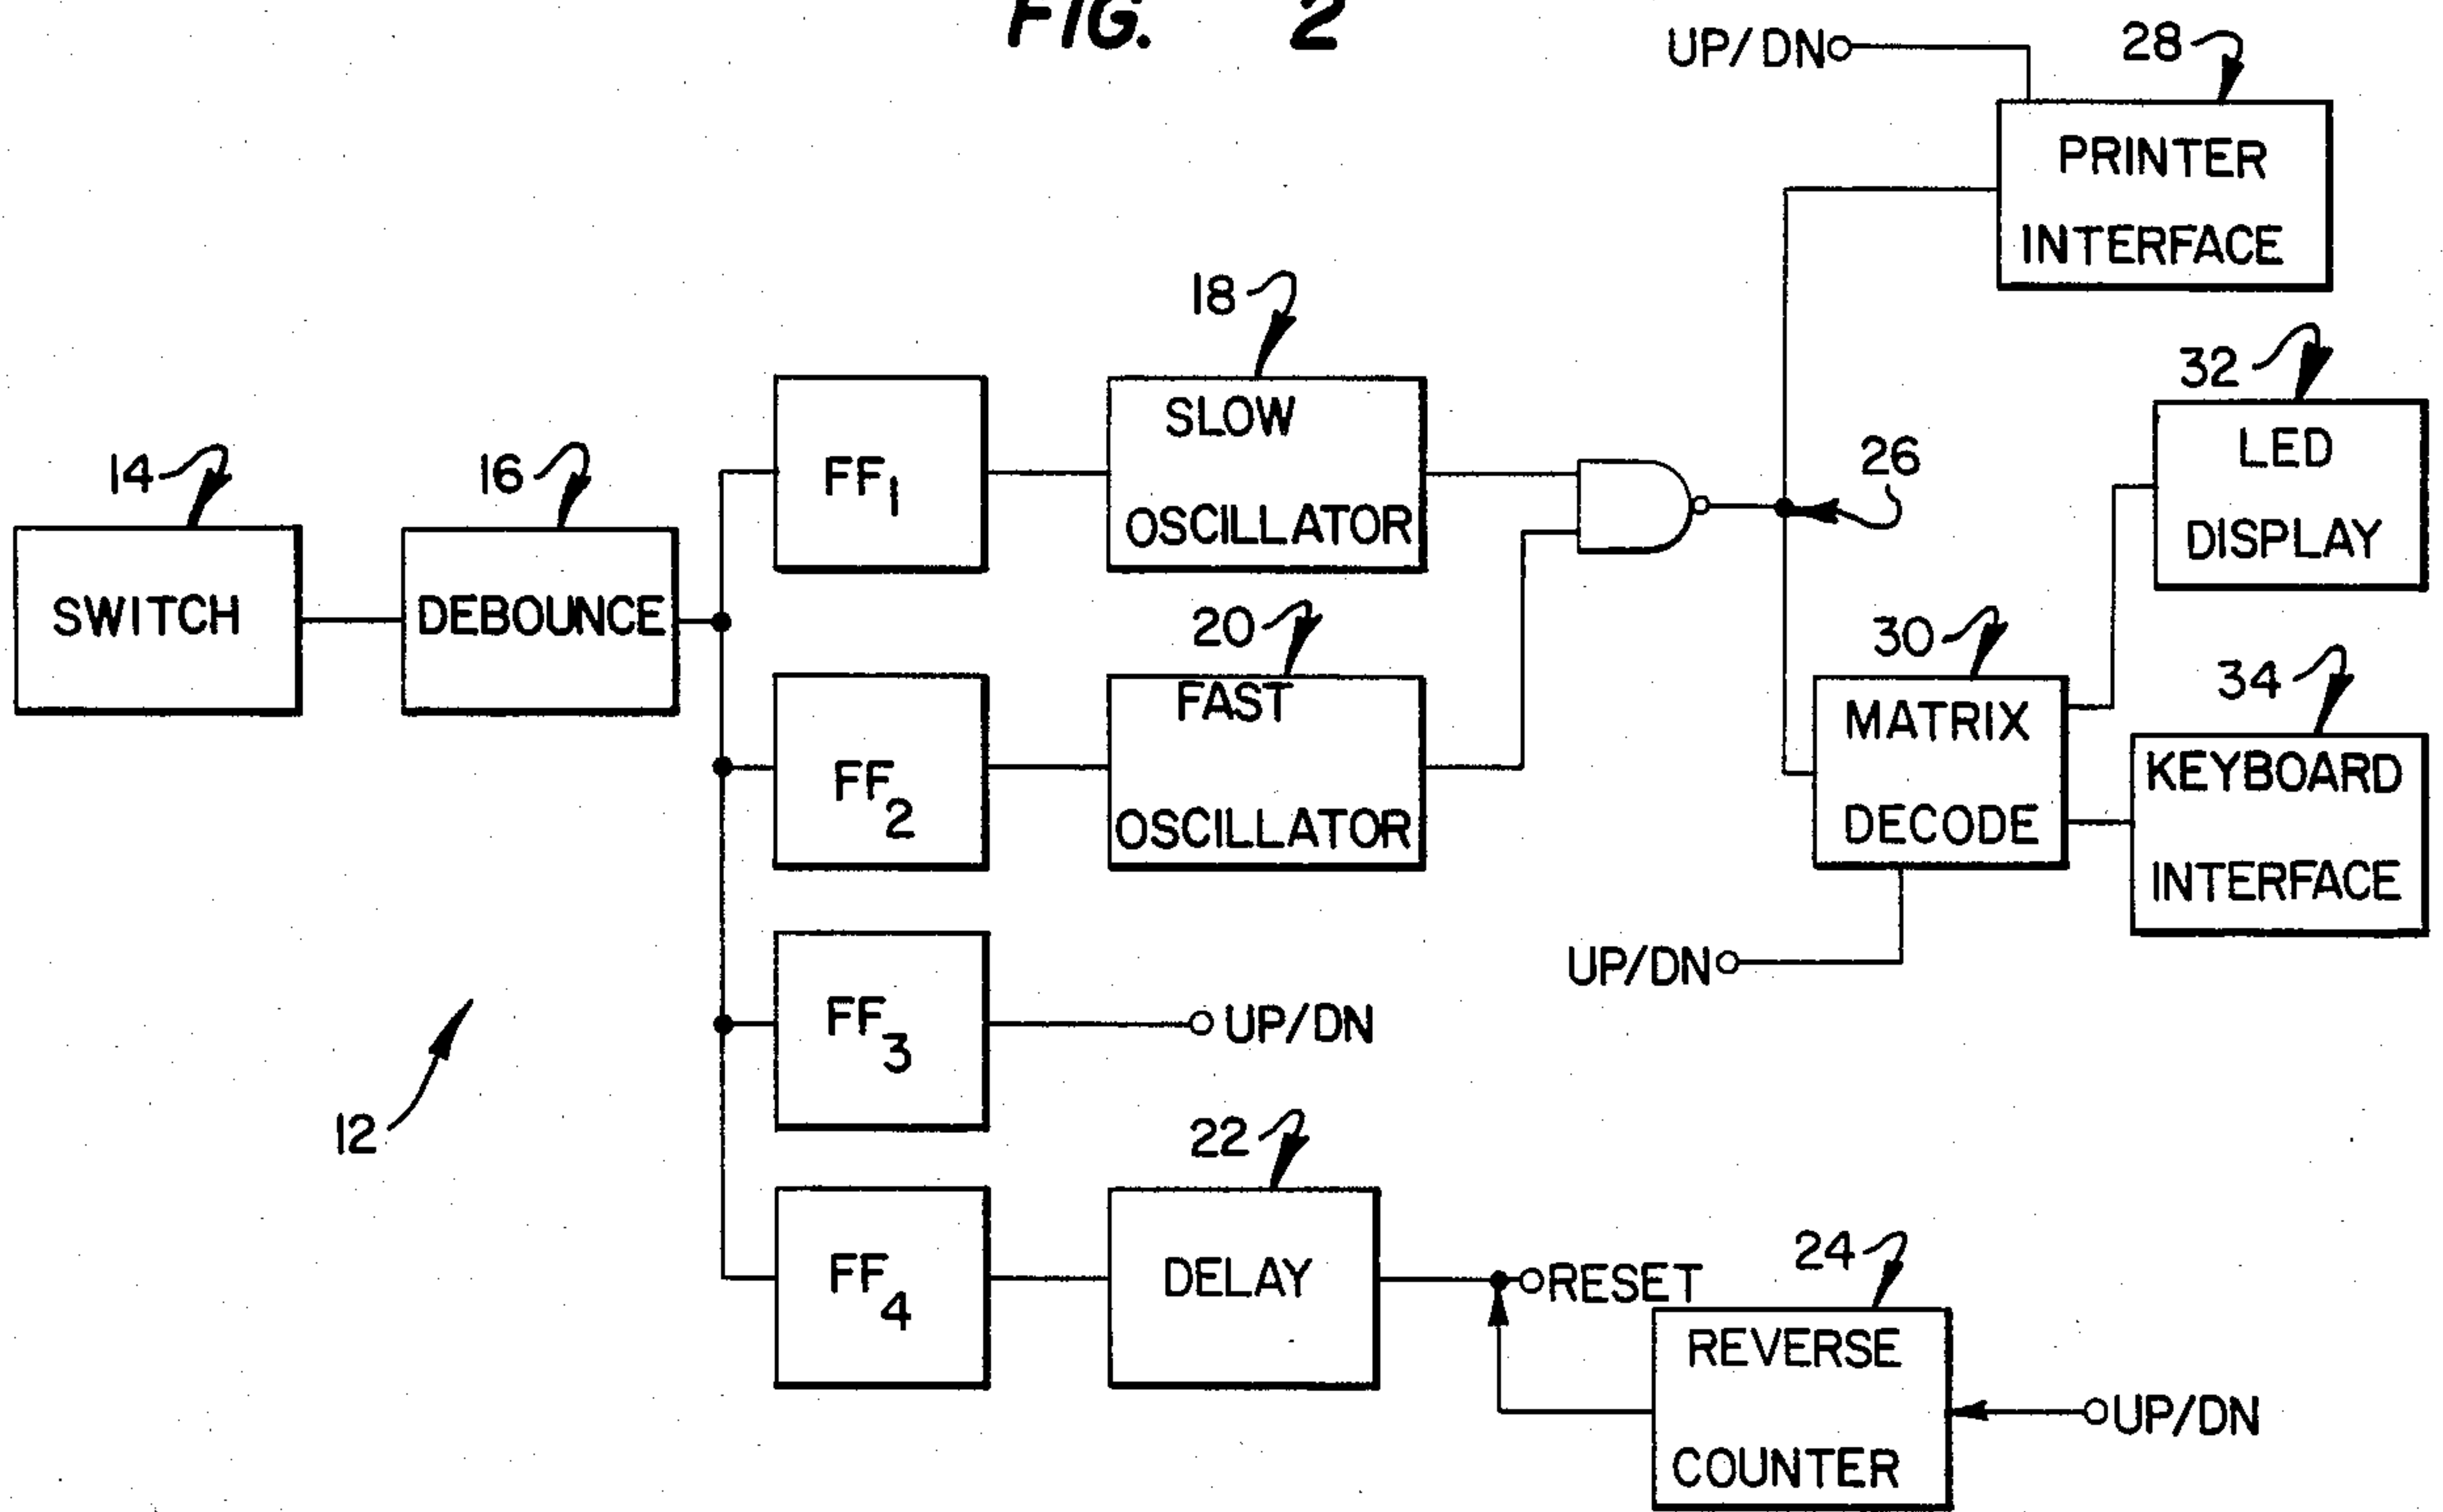 FIG. 2
UP/DN
28
PRINTER
INTERFACE
18
32
SLOW
OSCILLATOR
LED
DISPLAY
14
16
FF1
26
SWITCH
DEBOUNCE
20
30
34
FAST
OSCILLATOR
MATRIX
DECODE
KEYBOARD
INTERFACE
FF2
UP/DN
FF3
UP/DN
12
22
FF4
DELAY
RESET
24
REVERSE
COUNTER
UP/DN